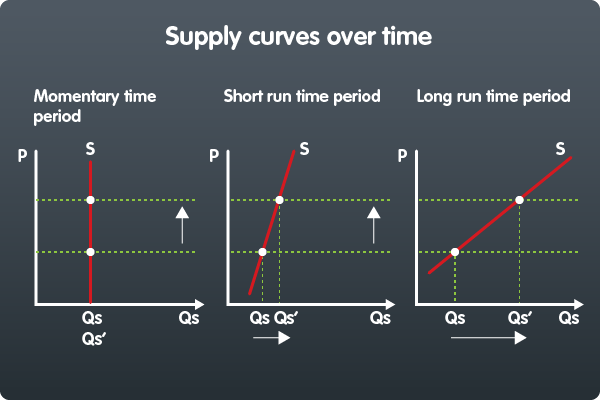 Supply curves over time
Momentary time
period
Short run time period
Long run time period
P
S
P
S
P
S
Qs
Qs′
Qs
Qs
Qs′
Qs
Qs
Qs′
Qs